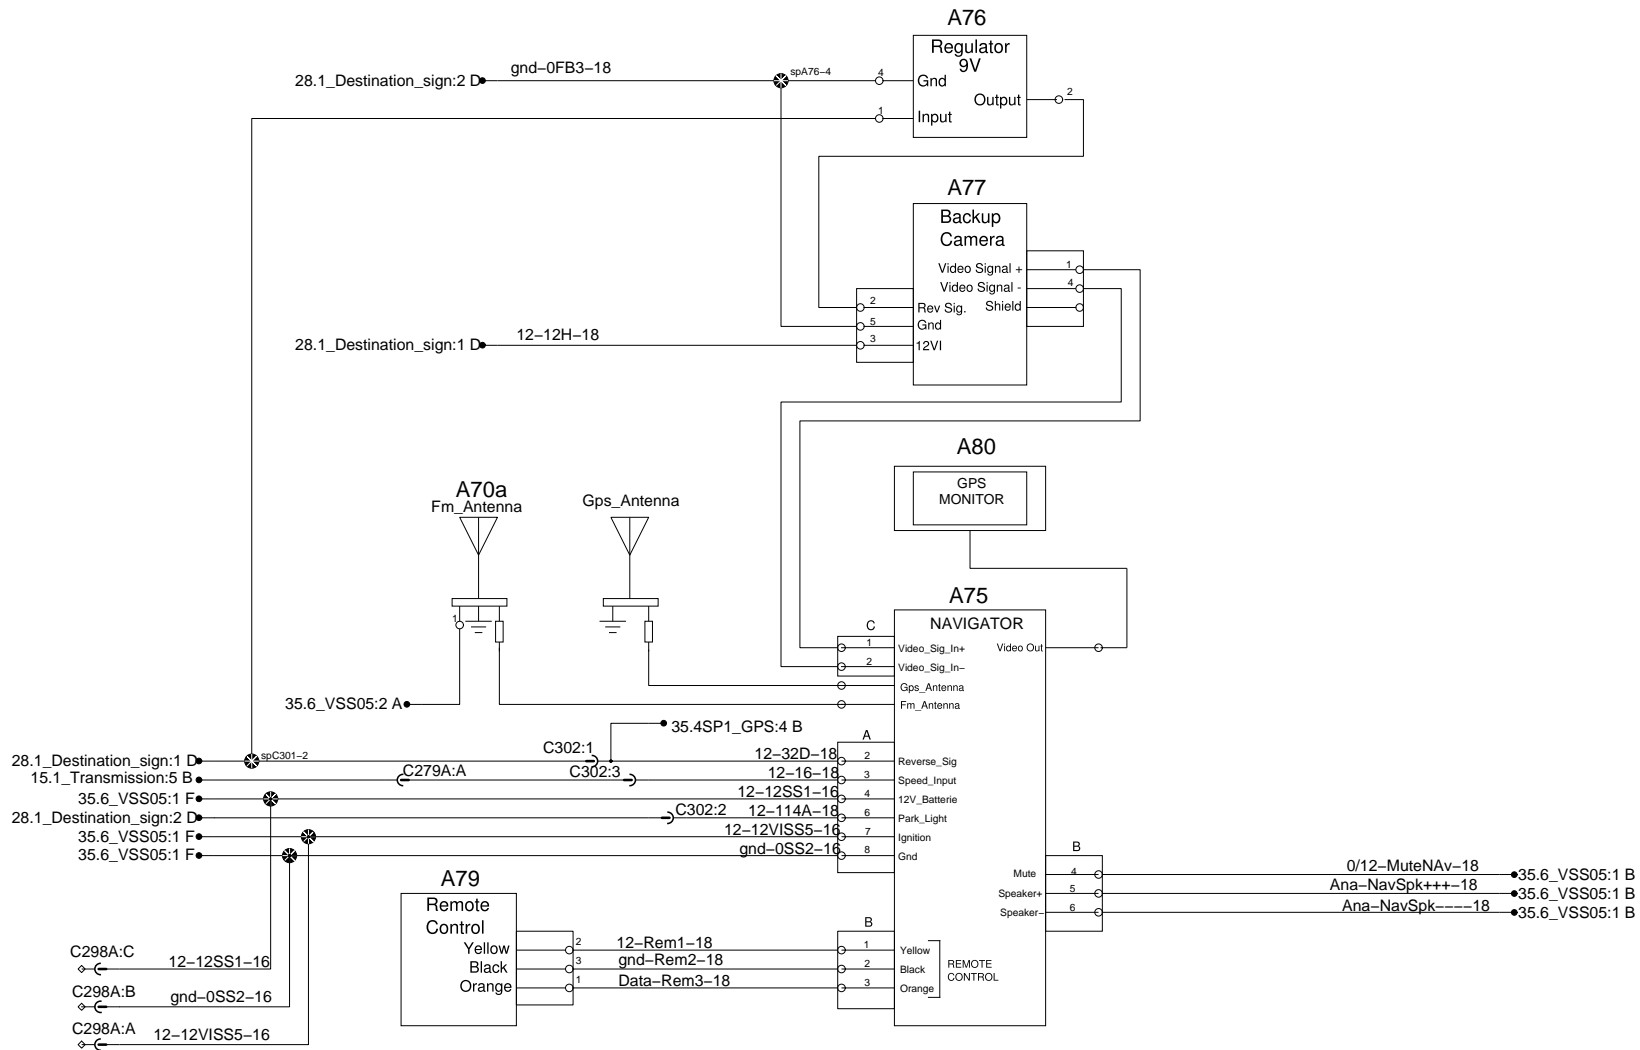 A76
Regulator
9V
28.1_Destination_sign:2 D
gnd-0FB3-18
spA76-4
4
Gnd
Output
2
1
Input
A77
Backup
Camera
Video Signal +
1
Video Signal -
4
2
Rev Sig.
Shield
5
Gnd
28.1_Destination_sign:1 D
12-12H-18
3
12VI
A80
GPS
MONITOR
A70a
Fm_Antenna
Gps_Antenna
1
A75
NAVIGATOR
C
1
Video_Sig_In+
Video Out
2
Video_Sig_In-
Gps_Antenna
35.6_VSS05:2 A
Fm_Antenna
35.4SP1_GPS:4 B
A
28.1_Destination_sign:1 D
spC301-2
C302:1
12-32D-18
2
Reverse_Sig
15.1_Transmission:5 B
C279A:A
C302:3
12-16-18
3
Speed_Input
35.6_VSS05:1 F
12-12SS1-16
4
12V_Batterie
28.1_Destination_sign:2 D
C302:2
12-114A-18
6
Park_Light
35.6_VSS05:1 F
12-12VISS5-16
7
Ignition
35.6_VSS05:1 F
gnd-0SS2-16
8
Gnd
B
Mute
4
0/12-MuteNAv-18
35.6_VSS05:1 B
Speaker+
5
Ana-NavSpk+++-18
35.6_VSS05:1 B
Speaker-
6
Ana-NavSpk----18
35.6_VSS05:1 B
A79
Remote
Control
B
Yellow
2
12-Rem1-18
1
Yellow
Black
3
gnd-Rem2-18
2
Black
Orange
1
Data-Rem3-18
3
Orange
REMOTE
CONTROL
C298A:C
12-12SS1-16
C298A:B
gnd-0SS2-16
C298A:A
12-12VISS5-16